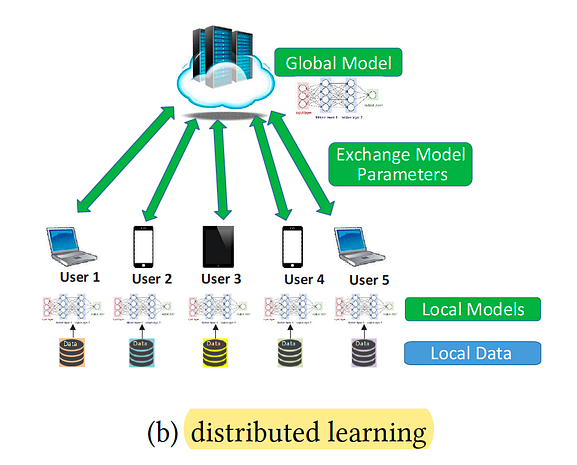 Global Model
Exchange Model
Parameters
User 1
User 2
User 3
User 4
User 5
Local Models
Data
Data
Data
Data
Data
Local Data
(b) distributed learning